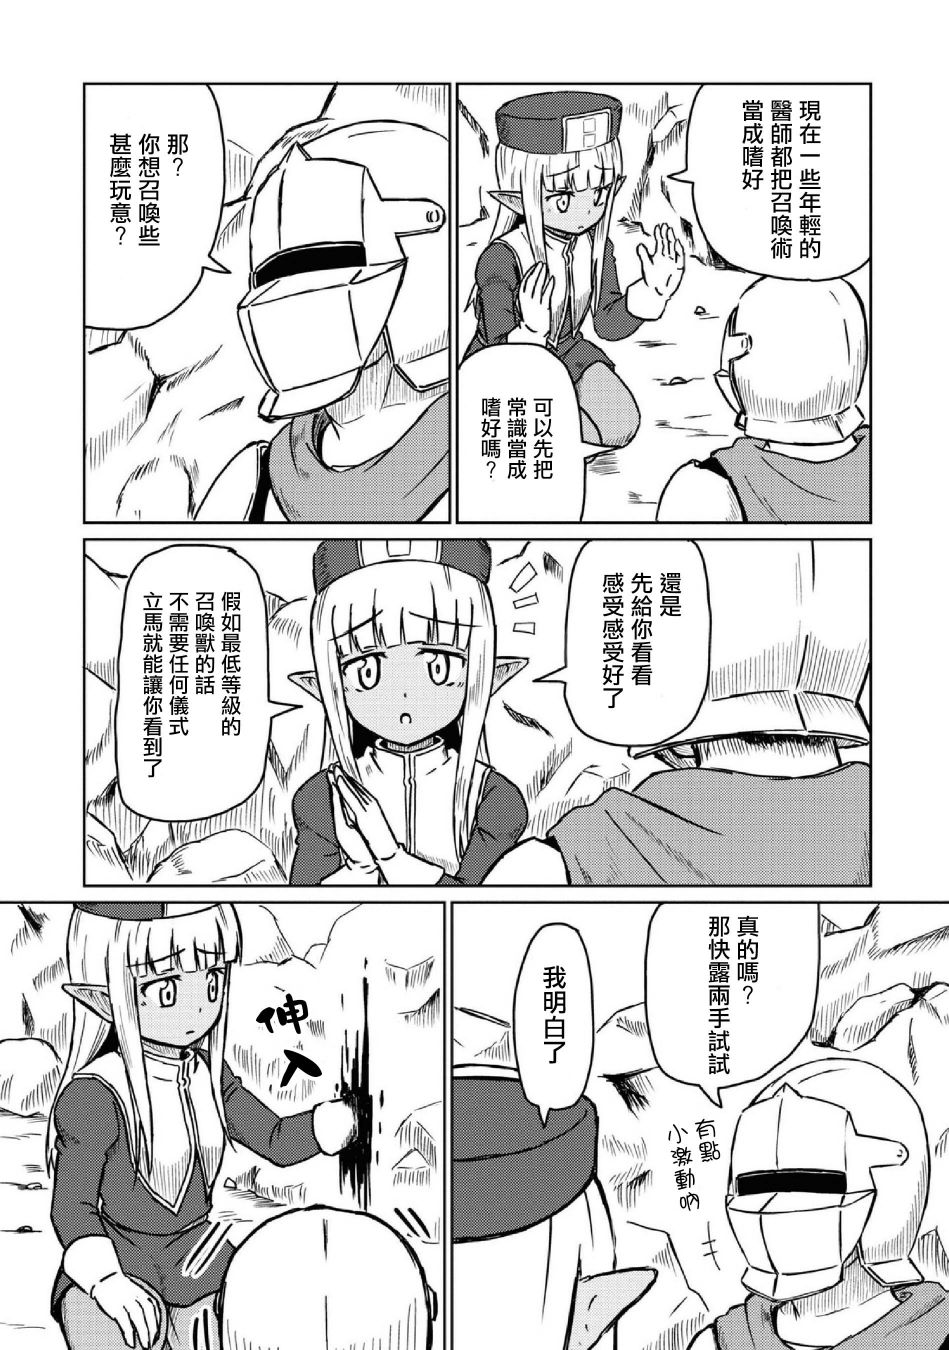 現在一些年輕的
醫師都把召喚術
當成嗜好
可以先把
常識當成
嗜好嗎？
那？
你想召喚些
甚麼玩意？
還是
先給你看看
感受感受好了
假如最低等級的
召喚獸的話
不需要任何儀式
立馬就能讓你看到了
真的嗎？
那快露兩手試試
有點
小激動吶
我明白了
伸
入